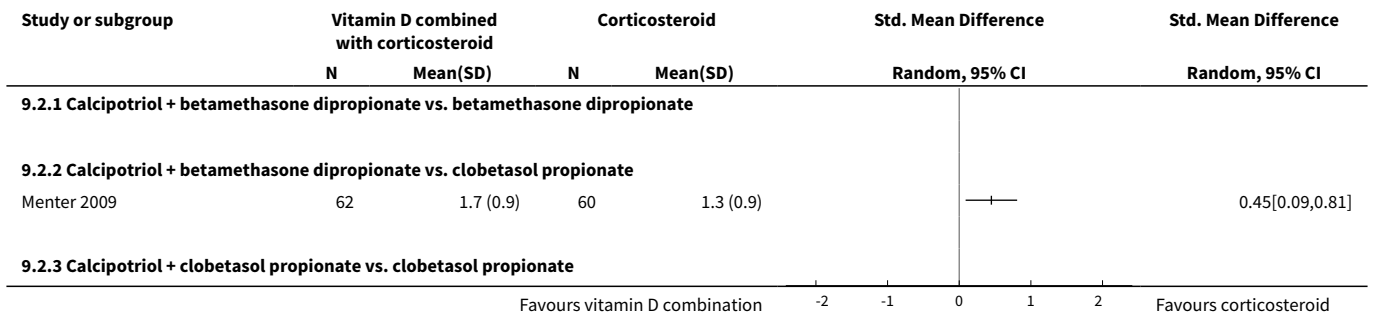 Study or subgroup Vitamin D combined with corticosteroid Corticosteroid Std. Mean Difference Std. Mean Difference
N Mean(SD) N Mean(SD) Random, 95% CI Random, 95% CI
9.2.1 Calcipotriol + betamethasone dipropionate vs. betamethasone dipropionate
9.2.2 Calcipotriol + betamethasone dipropionate vs. clobetasol propionate
Menter 2009 62 1.7 (0.9) 60 1.3 (0.9) 0.45[0.09,0.81]
9.2.3 Calcipotriol + clobetasol propionate vs. clobetasol propionate
Favours vitamin D combination -2 -1 0 1 2 Favours corticosteroid